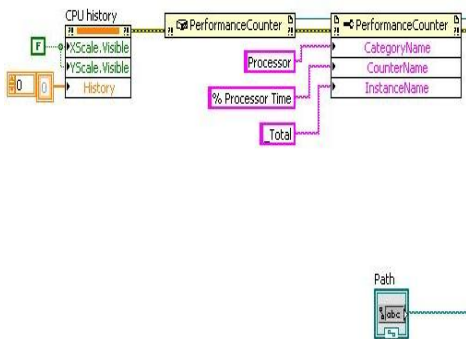 CPU history
PerformanceCounter
PerformanceCounter
F
XScale.Visible
YScale.Visible
0
0
History
Processor
CategoryName
% Processor Time
CounterName
_Total
InstanceName
Path
abc